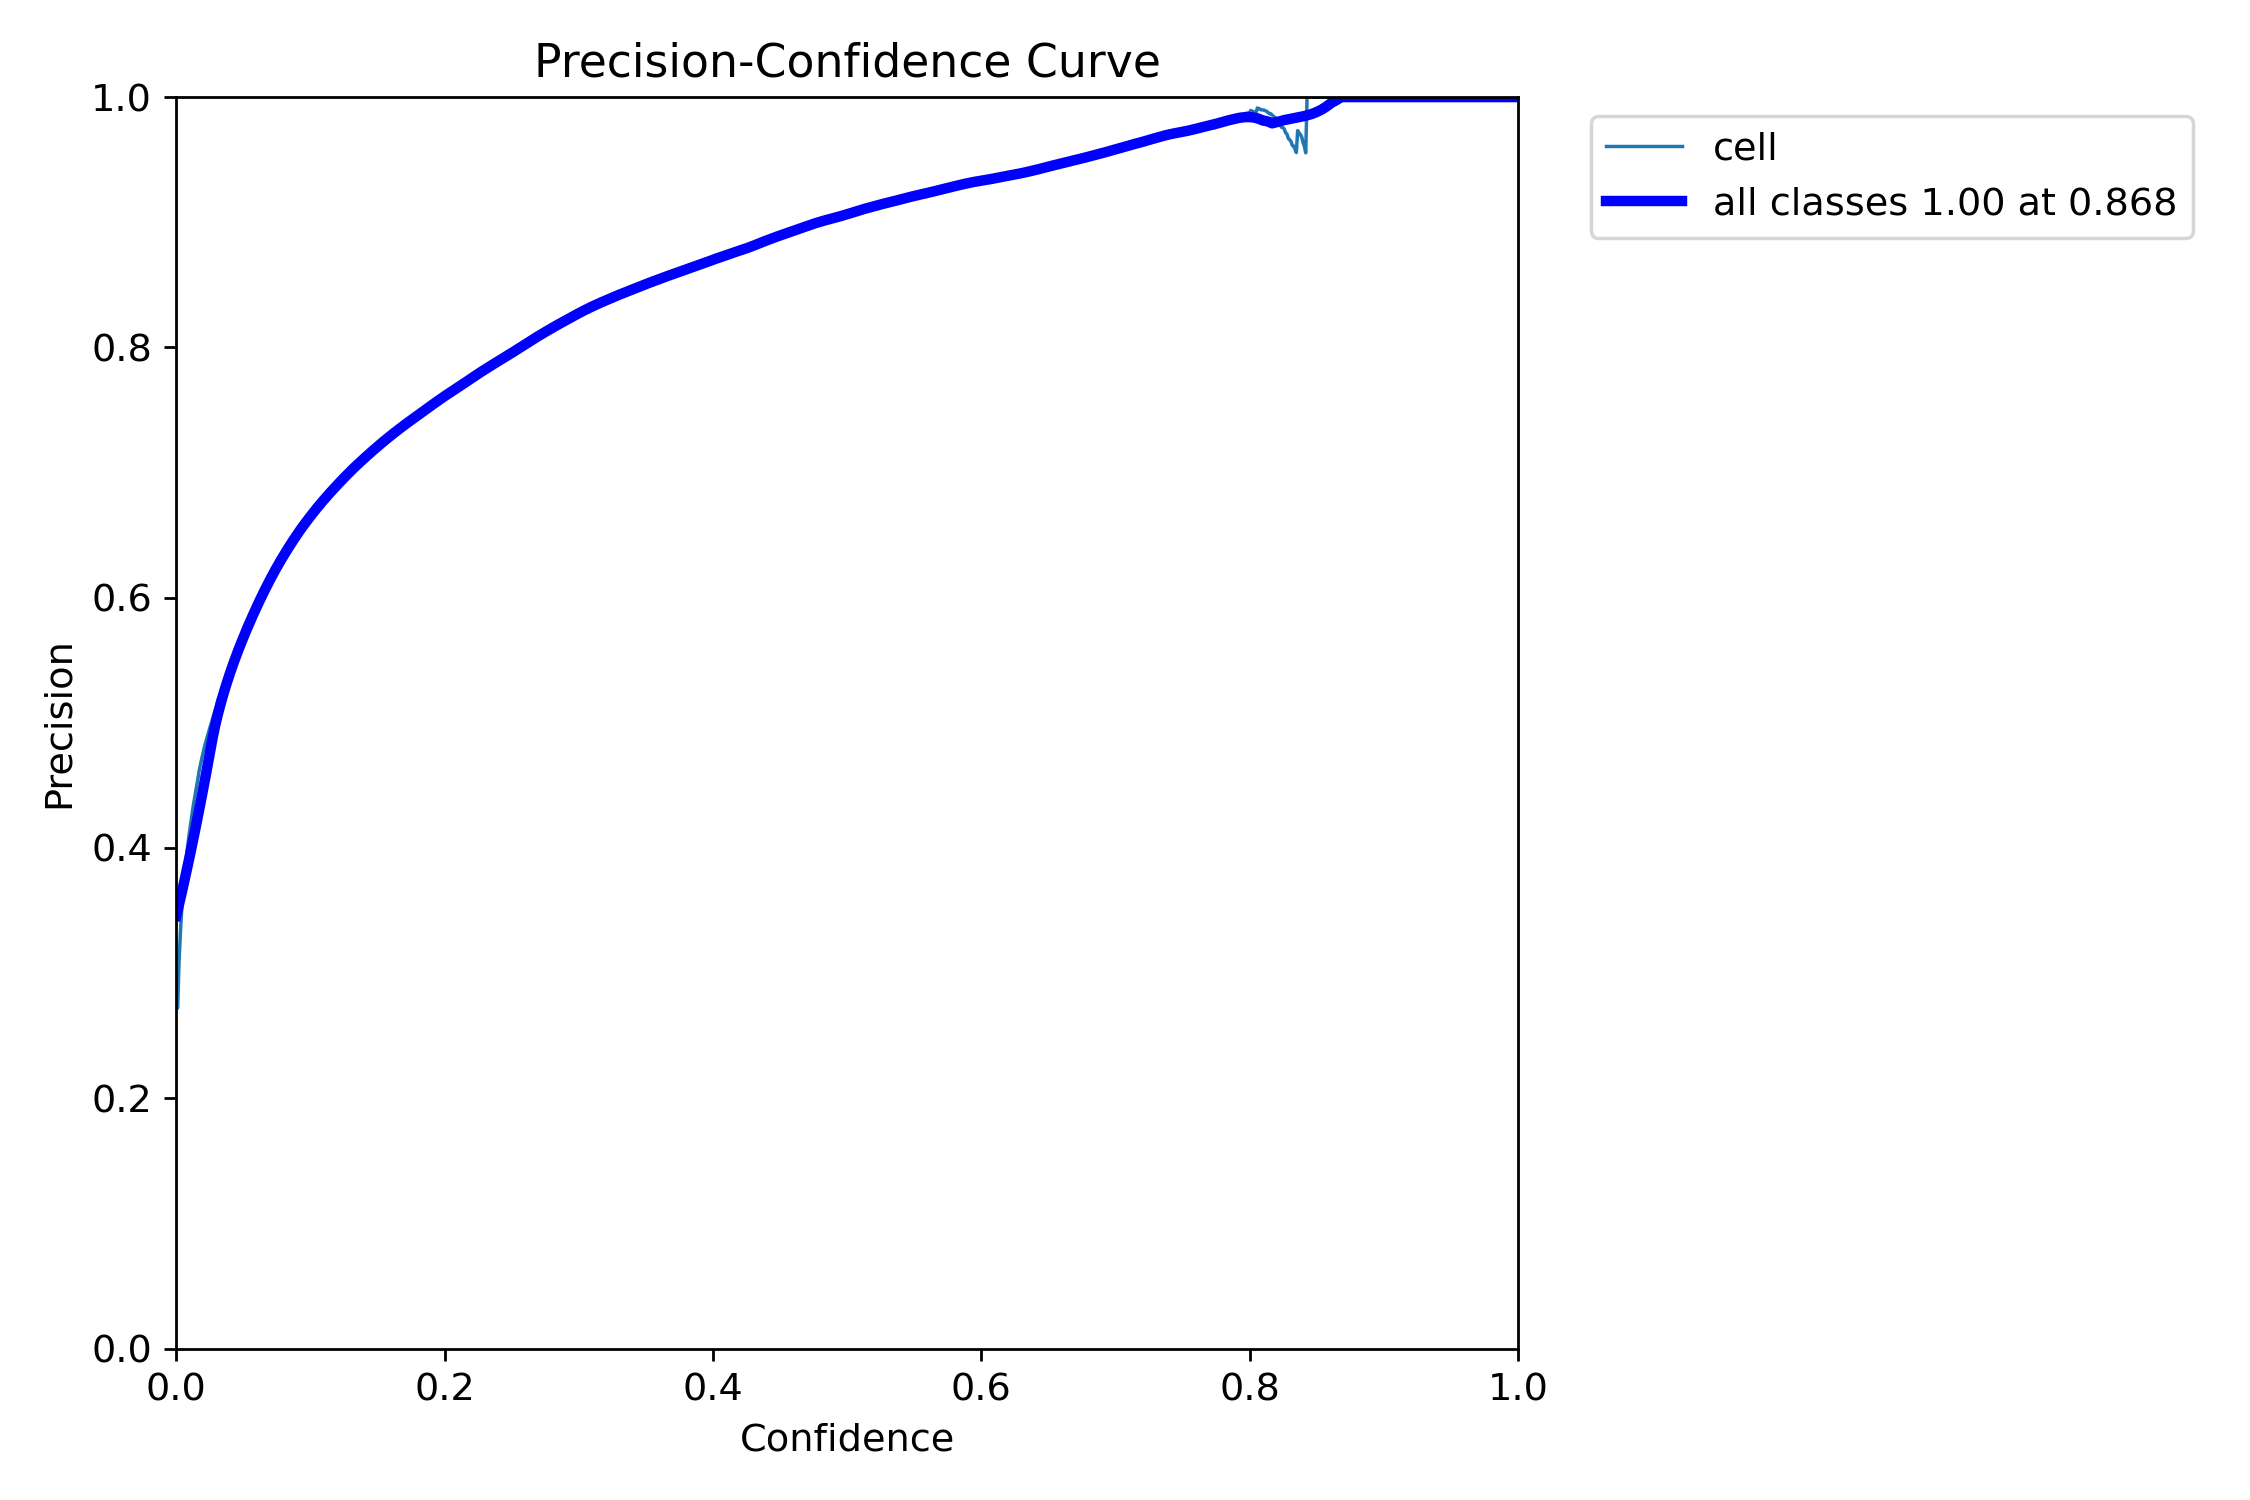 Precision-Confidence Curve
1.0
0.8
0.6
0.4
0.2
0.0
Precision
0.0 0.2 0.4 0.6 0.8 1.0
Confidence
cell
all classes 1.00 at 0.868